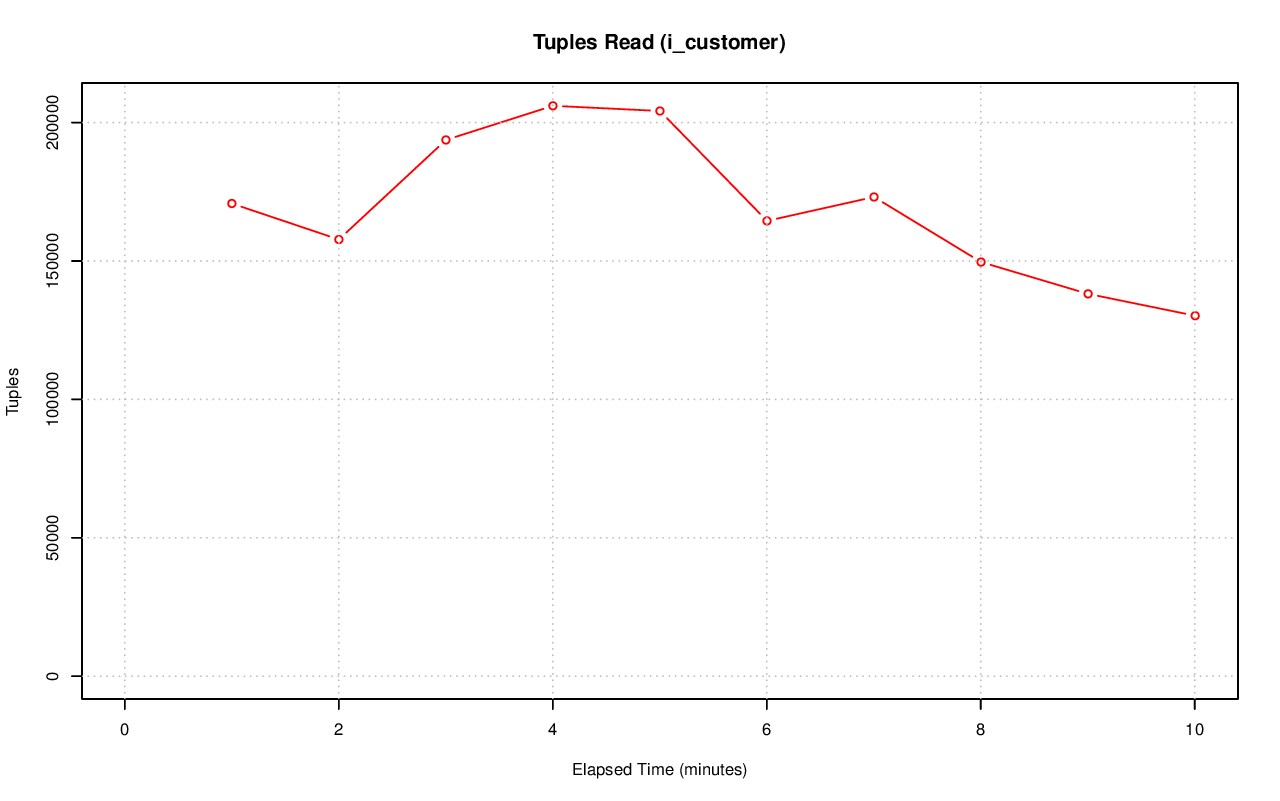 Tuples Read (i_customer)
Tuples
200000
150000
100000
50000
0
0 2 4 6 8 10
Elapsed Time (minutes)